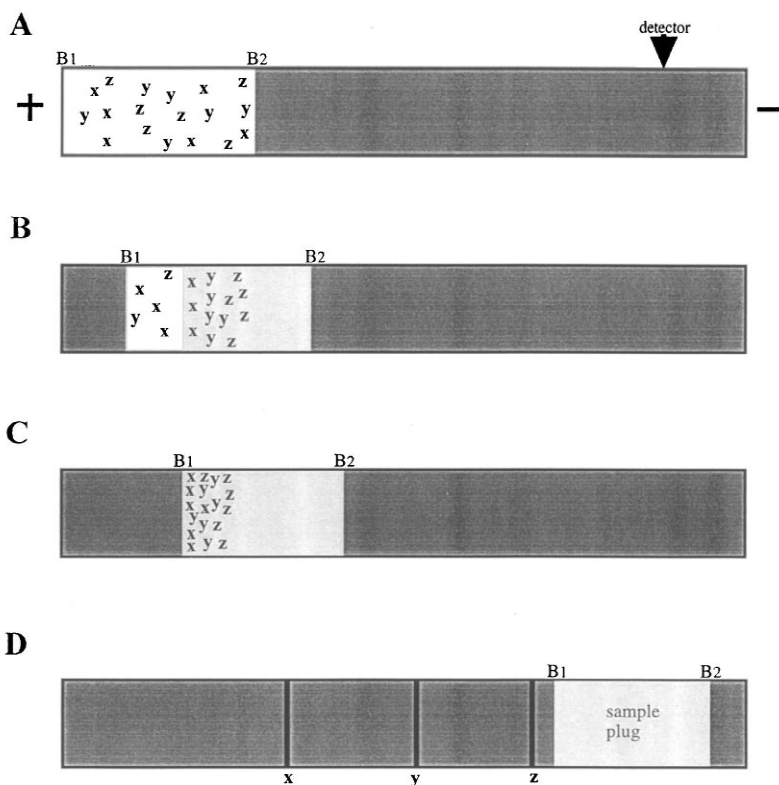 A
detector
B1 B2
x z y y x z
+ y x z z y y −
x z y x z x
B
B1 B2
z x y z
x y z z
x x
y y y z
x x y z
C
B1 B2
x z y z
x y z
x x y z
y
x y z
x y z
D
B1 B2
sample
plug
x y z